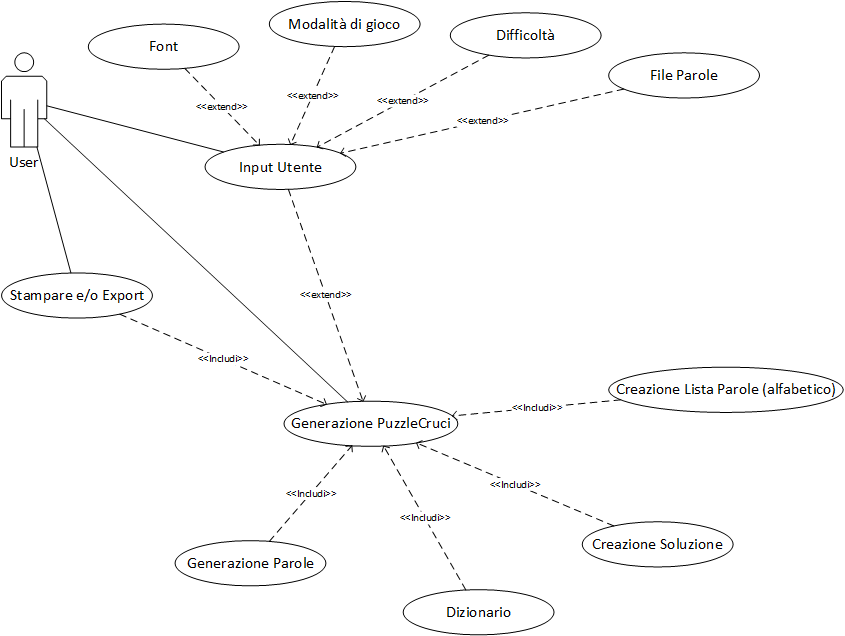 Modalità di gioco
Difficoltà
Font
File Parole
<<extend>>
<<extend>>
<<extend>>
<<extend>>
User
Input Utente
Stampare e/o Export
<<extend>>
<<Includi>>
Creazione Lista Parole (alfabetico)
<<Includi>>
Generazione PuzzleCruci
<<Includi>>
<<Includi>>
<<Includi>>
Creazione Soluzione
Generazione Parole
Dizionario